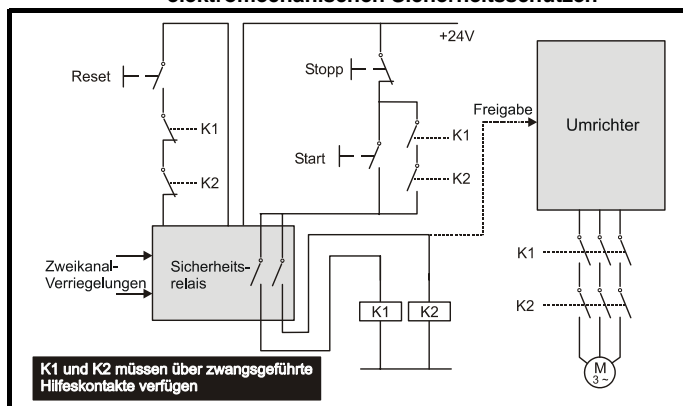 elektromechanischen Sicherheitsschützen
+24V
Reset
Stopp
Freigabe
Umrichter
K1
K1
Start
K2
K2
K1
Zweikanal-
Verriegelungen
Sicherheits-
relais
K2
K1
K2
M
3 ~
K1 und K2 müssen über zwangsgeführte
Hilfeskontakte verfügen